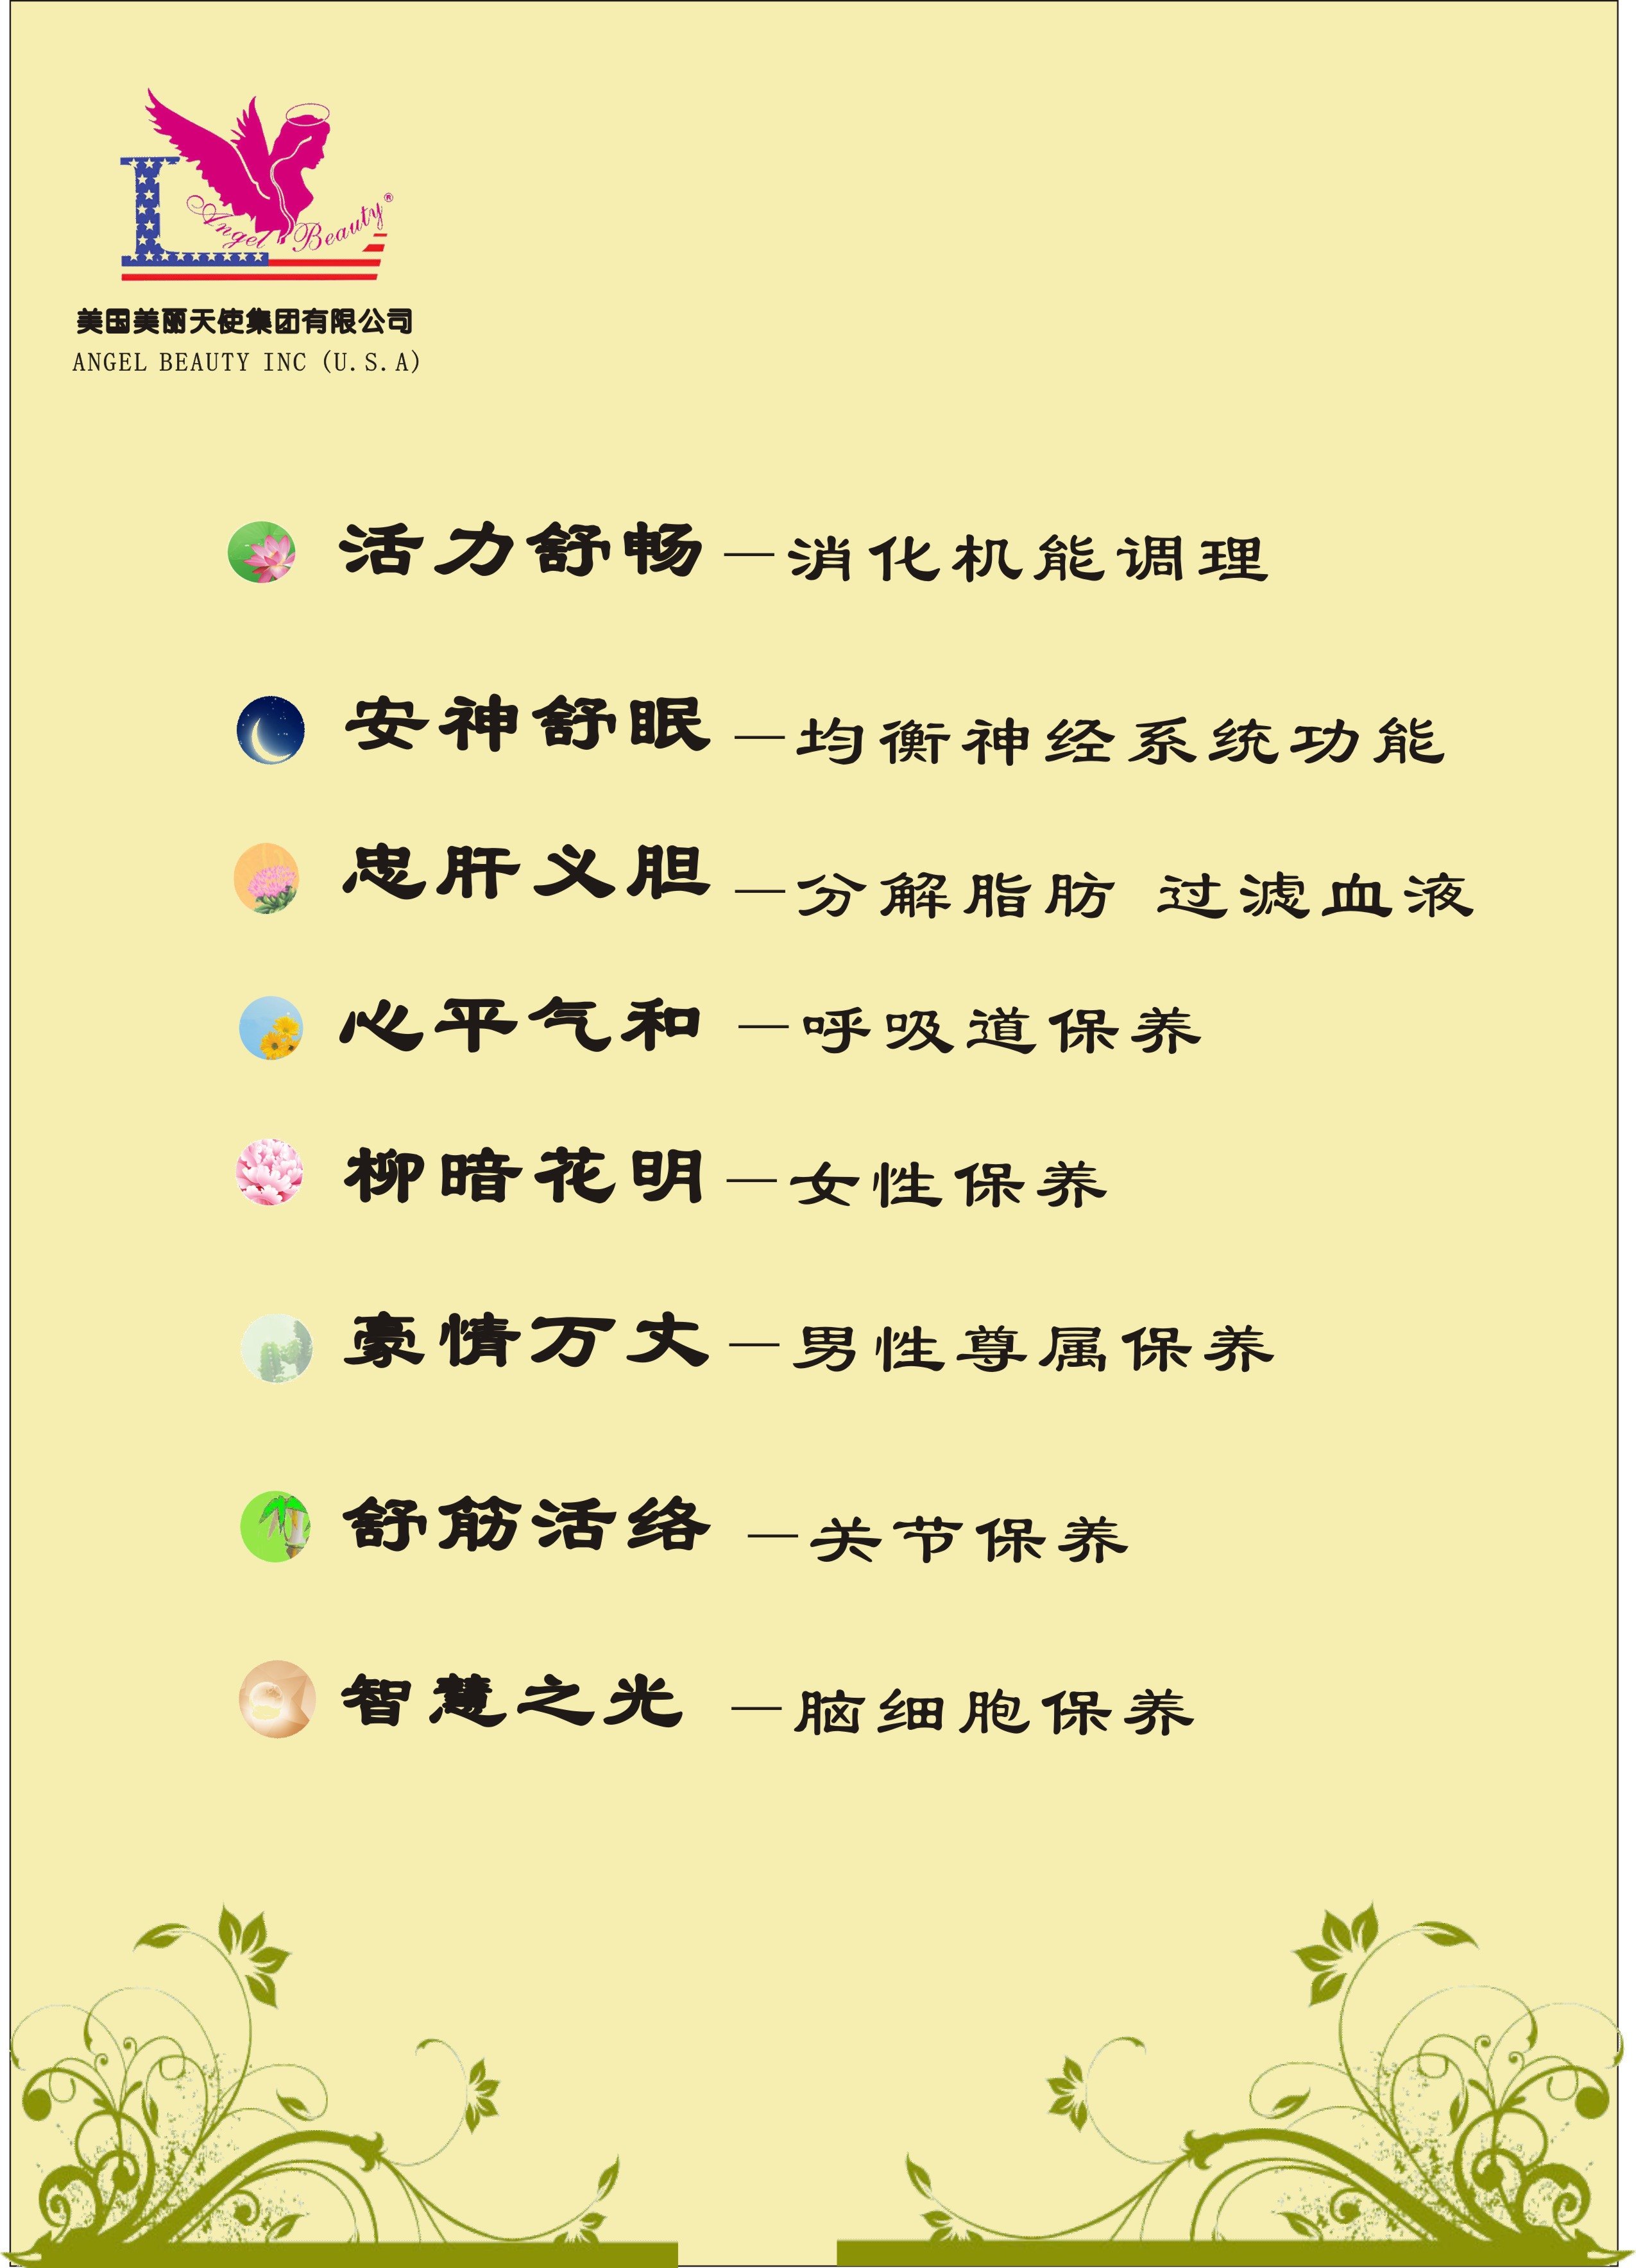 Angel Beauty®
美国美丽天使集团有限公司
ANGEL BEAUTY INC (U.S.A)
活力舒畅—消化机能调理
安神舒眠—均衡神经系统功能
忠肝义胆—分解脂肪 过滤血液
心平气和—呼吸道保养
柳暗花明—女性保养
豪情万丈—男性尊属保养
舒筋活络—关节保养
智慧之光—脑细胞保养